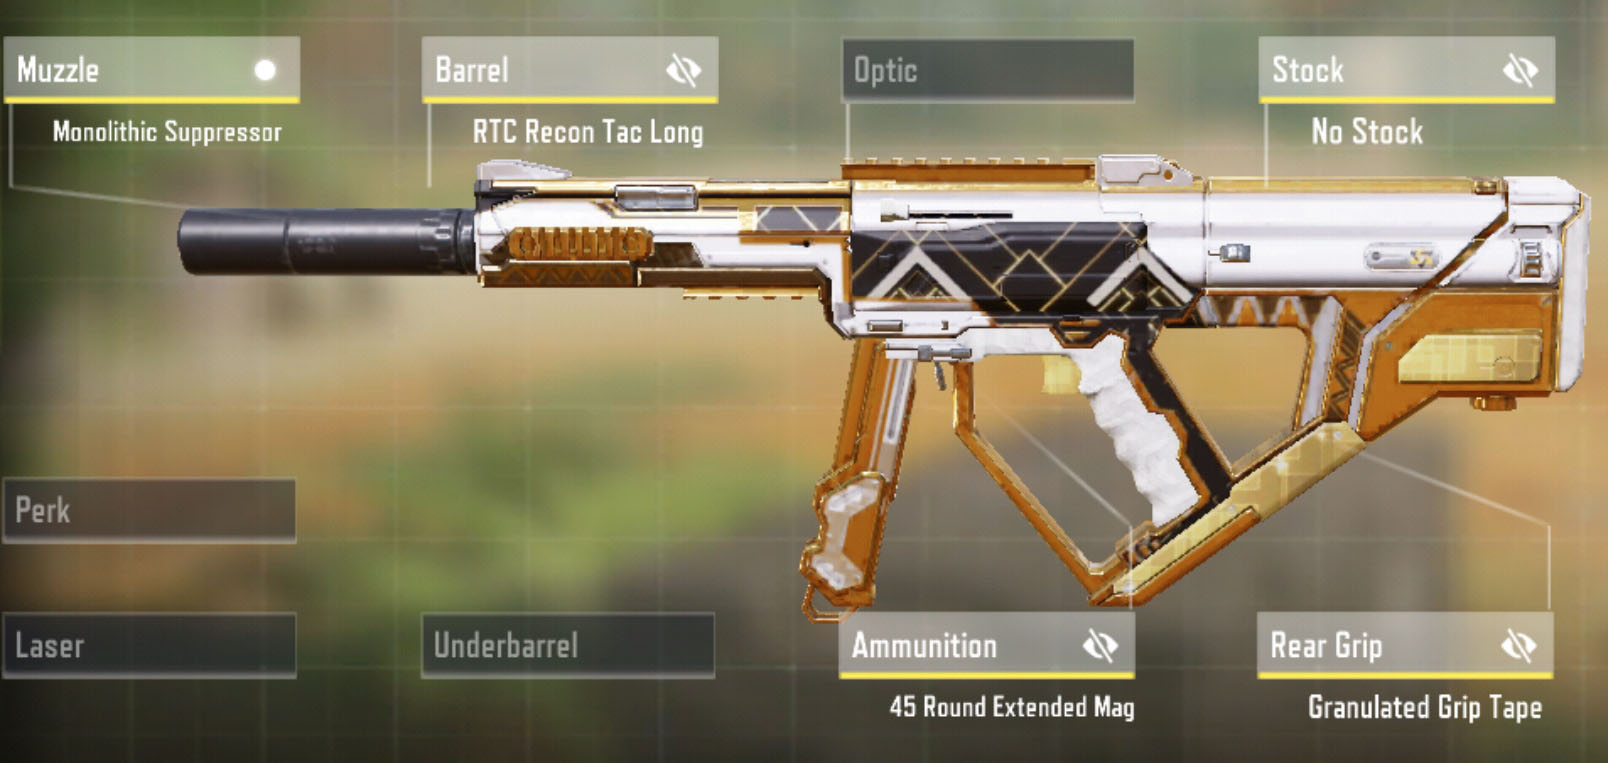 Muzzle
Monolithic Suppressor
Barrel
RTC Recon Tac Long
Optic
Stock
No Stock
Perk
Laser
Underbarrel
Ammunition
45 Round Extended Mag
Rear Grip
Granulated Grip Tape